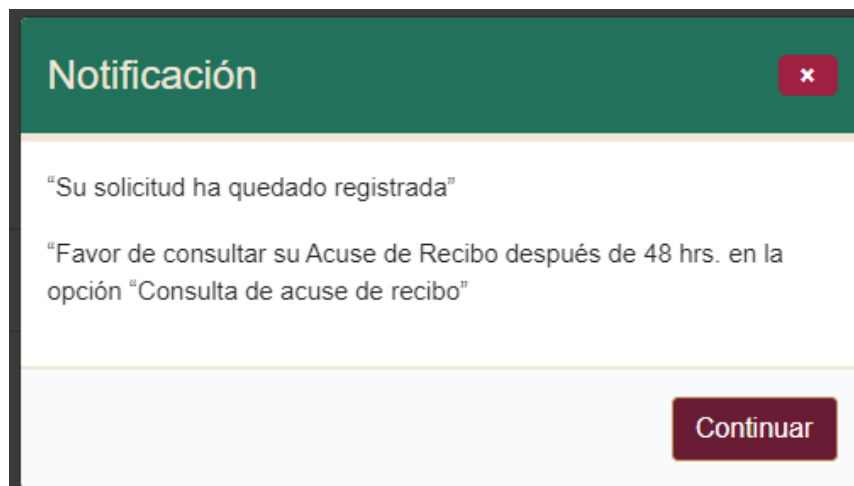 Notificación
“Su solicitud ha quedado registrada”
“Favor de consultar su Acuse de Recibo después de 48 hrs. en la
opción “Consulta de acuse de recibo”
Continuar